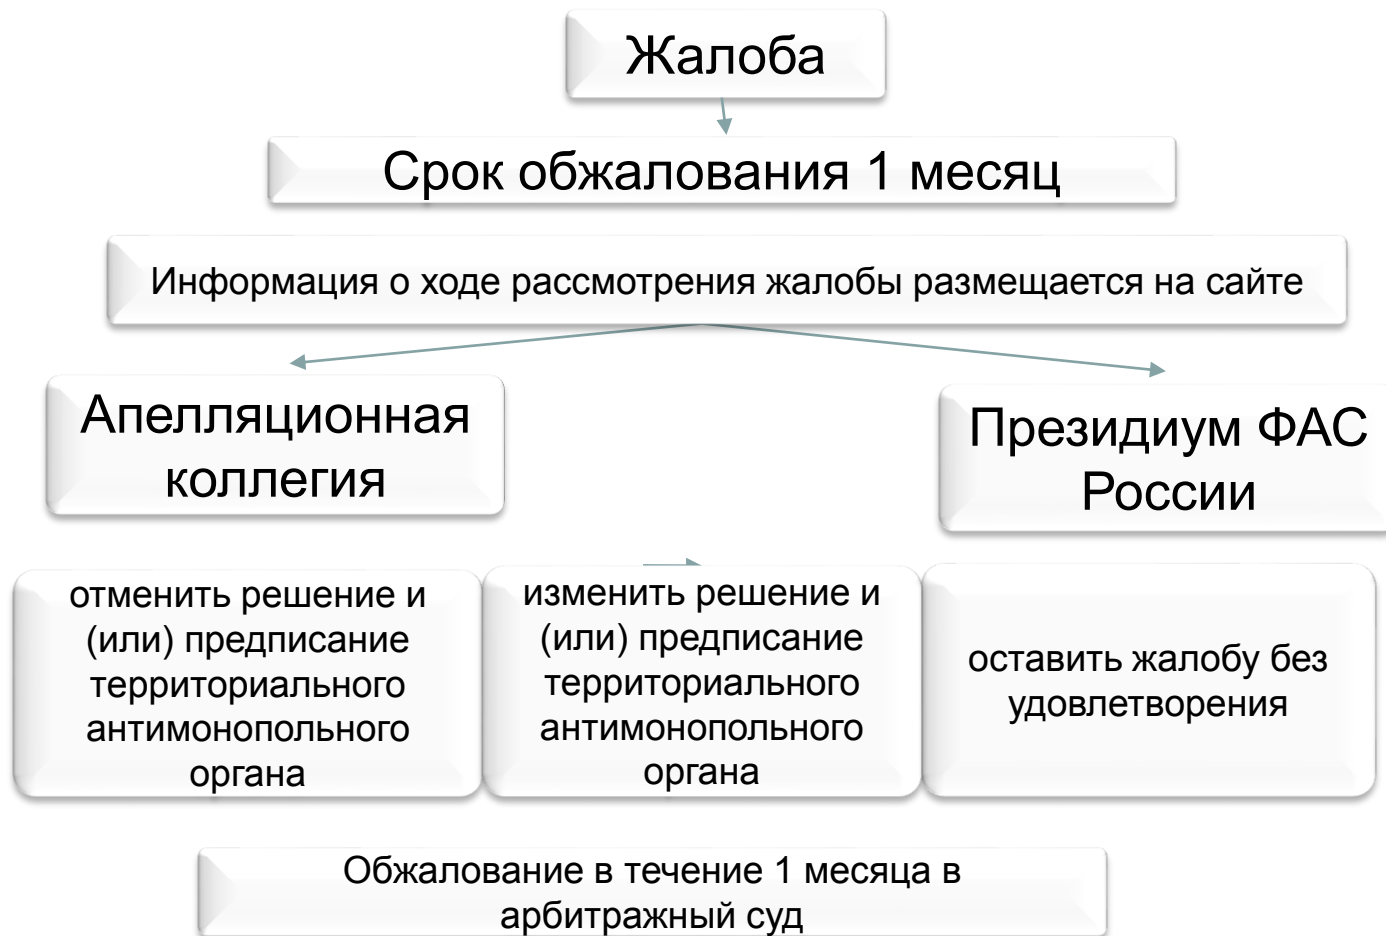 Жалоба
Срок обжалования 1 месяц
Информация о ходе рассмотрения жалобы размещается на сайте
Апелляционная
коллегия
Президиум ФАС
России
отменить решение и
(или) предписание
территориального
антимонопольного
органа
изменить решение и
(или) предписание
территориального
антимонопольного
органа
оставить жалобу без
удовлетворения
Обжалование в течение 1 месяца в
арбитражный суд